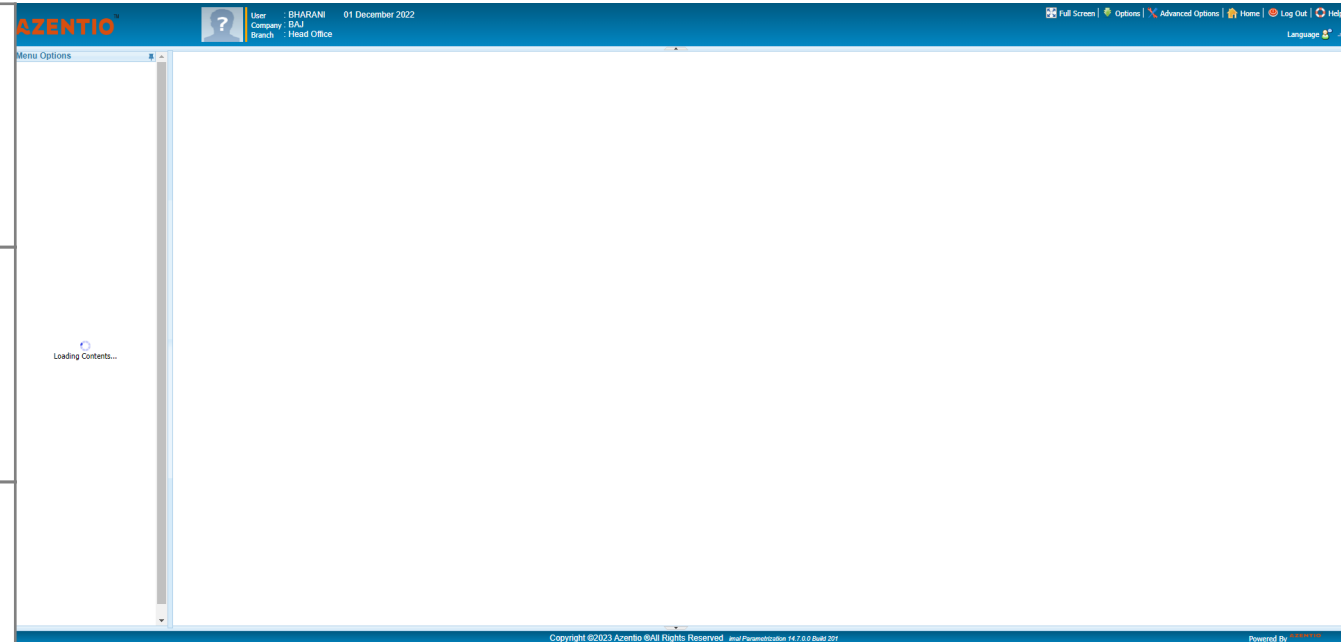 AZENTIO™
?
User : BHARANI 01 December 2022
Company : BAJ
Branch : Head Office
Full Screen | Options | Advanced Options | Home | Log Out | Help
Language
Menu Options
Loading Contents...
Copyright ©2023 Azentio ®All Rights Reserved imal Parametrization 14.7.0.0 Build 201
Powered By AZENTIO